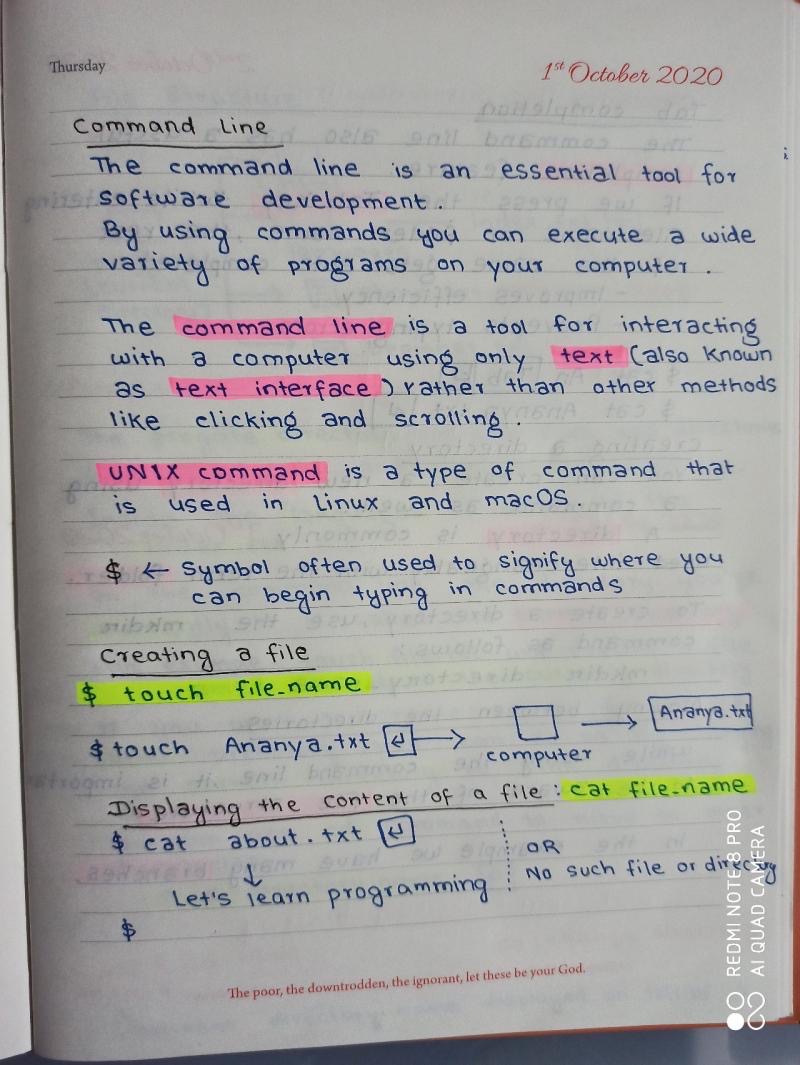 Thursday
1st October 2020
Command Line
The command line is an essential tool for
software development.
By using commands you can execute a wide
variety of programs on your computer.
The command line is a tool for interacting
with a computer using only text (also known
as text interface) rather than other methods
like clicking and scrolling.
UNIX command is a type of command that
is used in Linux and macOS.
$ ← Symbol often used to signify where you
can begin typing in commands
Creating a file
$ touch file_name
$ touch Ananya.txt ↵ → computer → Ananya.txt
Displaying the content of a file : cat file_name
$ cat about.txt ↵
↓
Let's learn programming
OR
No such file or directory
$
The poor, the downtrodden, the ignorant, let these be your God.
REDMI NOTE 8 PRO
AI QUAD CAMERA